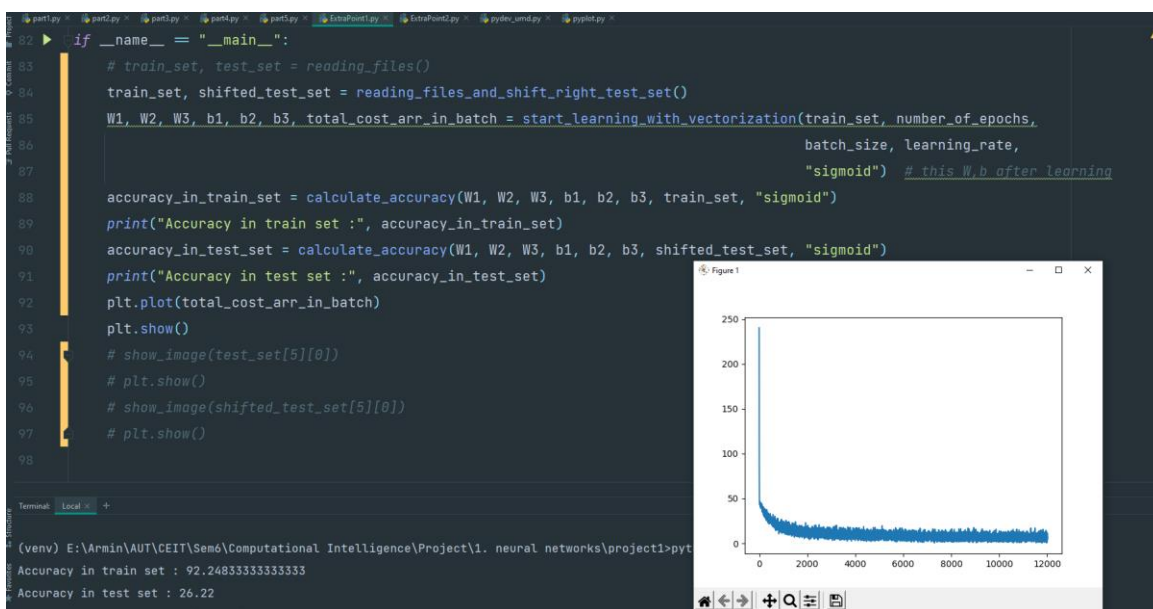 part1.py × part2.py × part3.py × part4.py × part5.py × ExtraPoint1.py × ExtraPoint2.py × pydev_umd.py × pyplot.py ×
Project
Commit
Pull Requests
82 if __name__ == "__main__":
83 # train_set, test_set = reading_files()
84 train_set, shifted_test_set = reading_files_and_shift_right_test_set()
85 W1, W2, W3, b1, b2, b3, total_cost_arr_in_batch = start_learning_with_vectorization(train_set, number_of_epochs,
86 batch_size, learning_rate,
87 "sigmoid") # this W,b after learning
88 accuracy_in_train_set = calculate_accuracy(W1, W2, W3, b1, b2, b3, train_set, "sigmoid")
89 print("Accuracy in train set :", accuracy_in_train_set)
90 accuracy_in_test_set = calculate_accuracy(W1, W2, W3, b1, b2, b3, shifted_test_set, "sigmoid")
91 print("Accuracy in test set :", accuracy_in_test_set)
92 plt.plot(total_cost_arr_in_batch)
93 plt.show()
94 # show_image(test_set[5][0])
95 # plt.show()
96 # show_image(shifted_test_set[5][0])
97 # plt.show()
98
Figure 1
250
200
150
100
50
0
0 2000 4000 6000 8000 10000 12000
Structure
Favorites
Terminal: Local × +
(venv) E:\Armin\AUT\CEIT\Sem6\Computational Intelligence\Project\1. neural networks\project1>pyt
Accuracy in train set : 92.24833333333333
Accuracy in test set : 26.22